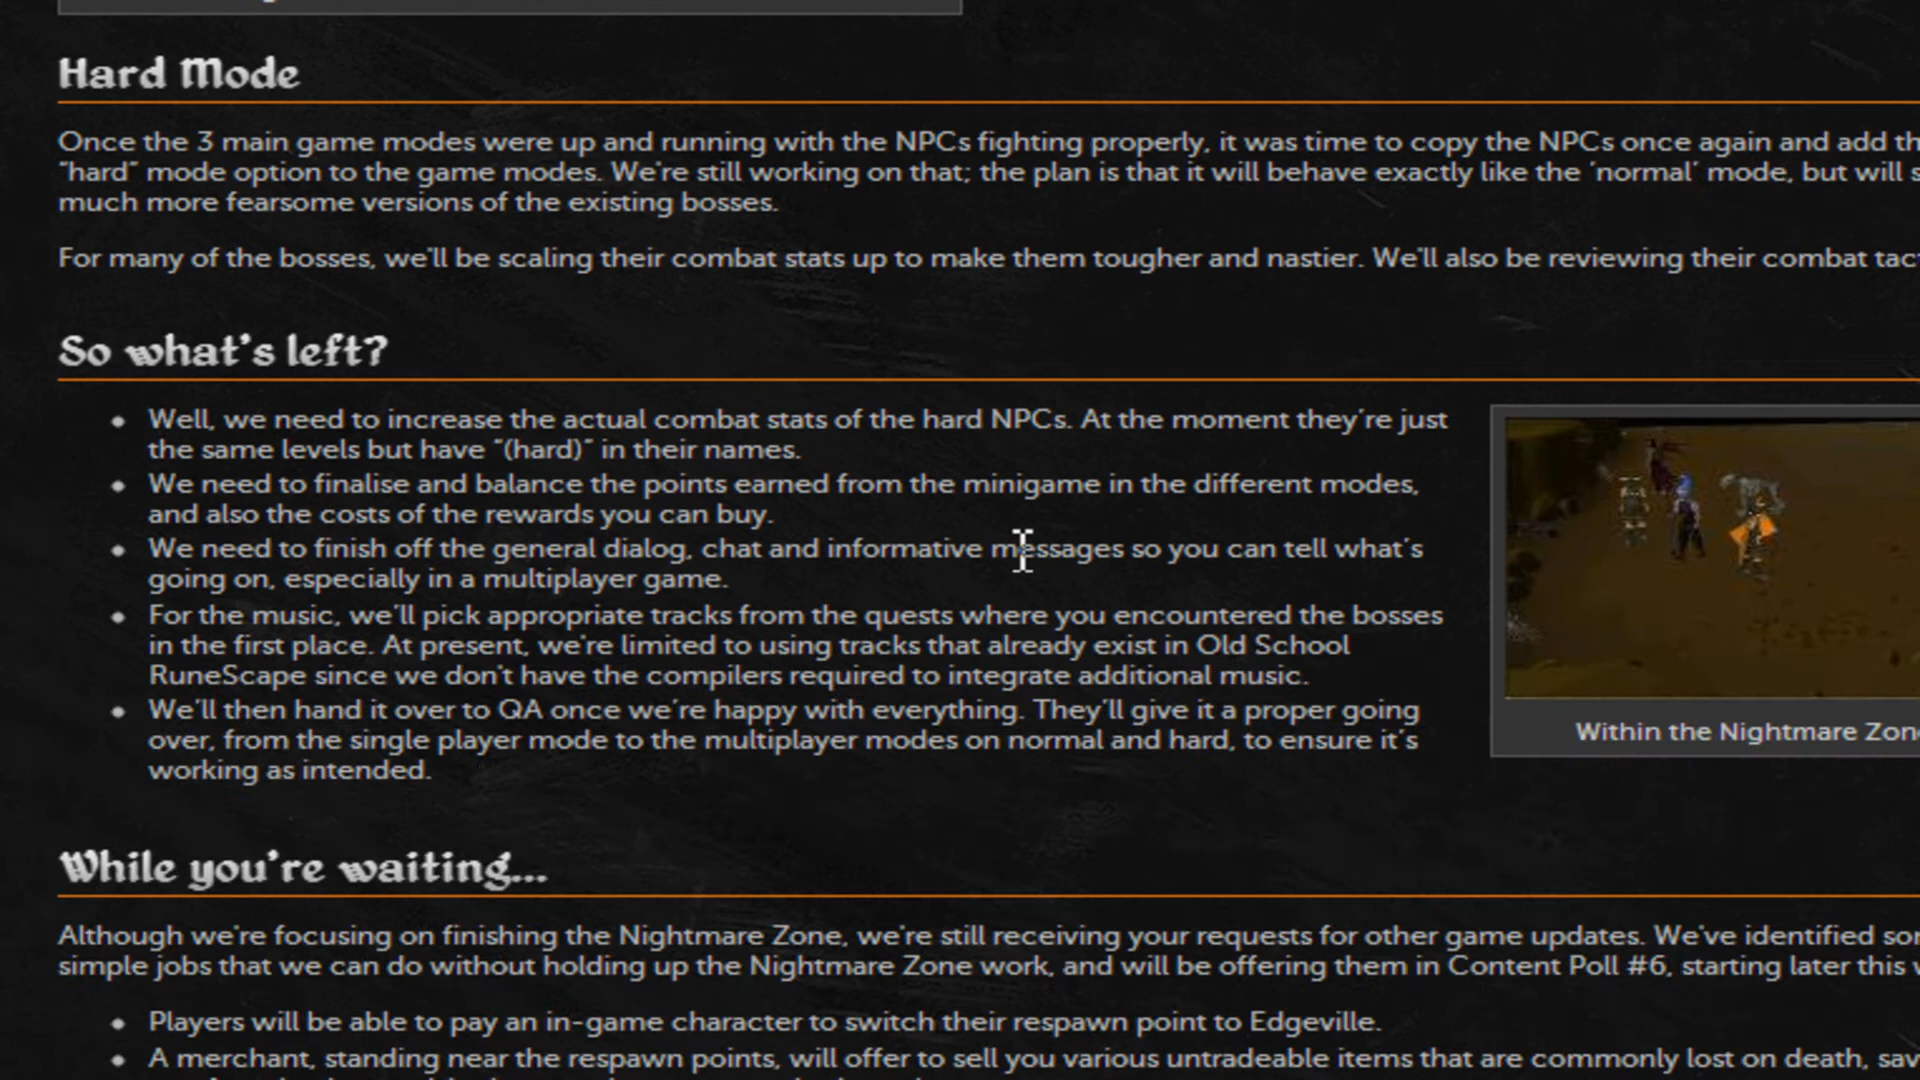 Hard Mode
Once the 3 main game modes were up and running with the NPCs fighting properly, it was time to copy the NPCs once again and add
"hard" mode option to the game modes. We're still working on that; the plan is that it will behave exactly like the 'normal' mode, but will
much more fearsome versions of the existing bosses.
For many of the bosses, we'll be scaling their combat stats up to make them tougher and nastier. We'll also be reviewing their combat
So what's left?
Well, we need to increase the actual combat stats of the hard NPCs. At the moment they're just
the same levels but have "(hard)" in their names.
We need to finalise and balance the points earned from the minigame in the different modes,
and also the costs of the rewards you can buy.
We need to finish off the general dialog, chat and informative messages so you can tell what's
going on, especially in a multiplayer game.
For the music, we'll pick appropriate tracks from the quests where you encountered the bosses
in the first place. At present, we're limited to using tracks that already exist in Old School
RuneScape since we don't have the compilers required to integrate additional music.
We'll then hand it over to QA once we're happy with everything. They'll give it a proper going
over, from the single player mode to the multiplayer modes on normal and hard, to ensure it's
working as intended.
Within the Nightmare Zone
While you're waiting...
Although we're focusing on finishing the Nightmare Zone, we're still receiving your requests for other game updates. We've identified
simple jobs that we can do without holding up the Nightmare Zone work, and will be offering them in Content Poll #6, starting later this
Players will be able to pay an in-game character to switch their respawn point to Edgeville.
A merchant, standing near the respawn points, will offer to sell you various untradeable items that are commonly lost on death,